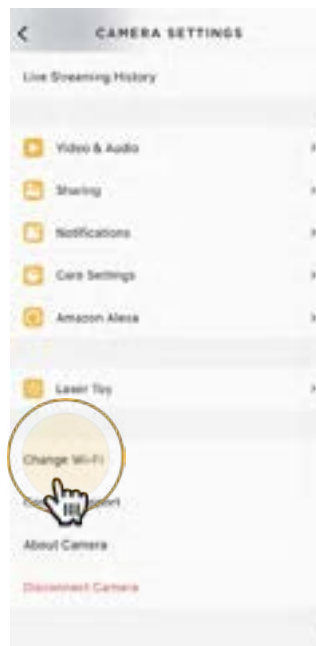 CAMERA SETTINGS
Live Streaming History
Video & Audio
Sharing
Notifications
Care Settings
Amazon Alexa
Laser Toy
Change Wi-Fi
About Camera
Disconnect Camera